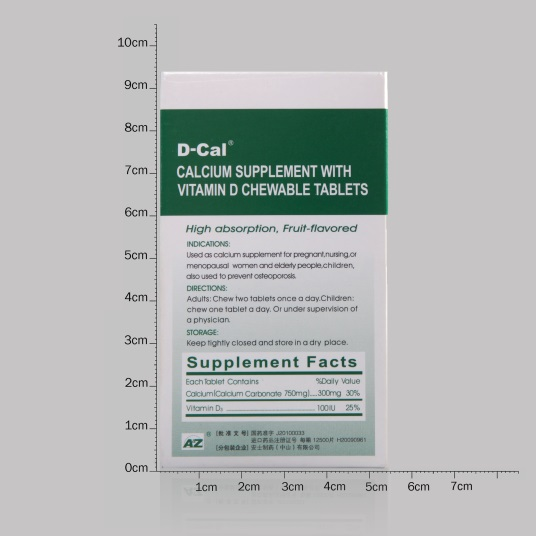 10cm
9cm
8cm
7cm
6cm
5cm
4cm
3cm
2cm
1cm
0cm
D-Cal®
CALCIUM SUPPLEMENT WITH
VITAMIN D CHEWABLE TABLETS
High absorption, Fruit-flavored
INDICATIONS:
Used as calcium supplement for pregnant,nursing,or
menopausal women and elderly people,children,
also used to prevent osteoporosis.
DIRECTIONS:
Adults: Chew two tablets once a day.Children:
chew one tablet a day. Or under supervision of
a physician.
STORAGE:
Keep tightly closed and store in a dry place.
Supplement Facts
Each Tablet Contains %Daily Value
Calcium(Calcium Carbonate 750mg)....300mg 30%
Vitamin D₃ 100IU 25%
AZ®
(批准文号) 国药准字 J20100033
进口药品注册证号
(分包装企业) 安士制药(中山)有限公司
1cm 2cm 3cm 4cm 5cm 6cm 7cm